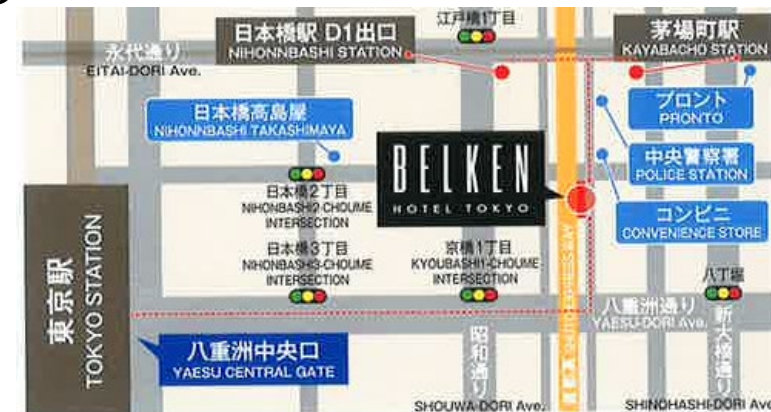 江戸橋1丁目
日本橋駅 D1出口
NIHONNBASHI STATION
茅場町駅
KAYABACHO STATION
永代通り
EITAI-DORI Ave.
プロント
PRONTO
日本橋高島屋
NIHONNBASHI TAKASHIMAYA
中央警察署
POLICE STATION
BELKEN
HOTEL TOKYO
日本橋2丁目
NIHONBASHI2-CHOUME
INTERSECTION
コンビニ
CONVENIENCE STORE
東京駅
TOKYO STATION
日本橋3丁目
NIHONBASHI3-CHOUME
INTERSECTION
京橋1丁目
KYOUBASHI1-CHOUME
INTERSECTION
SHUTO EXPRESS WAY
八丁堀
八重洲通り
YAESU-DORI Ave.
八重洲中央口
YAESU CENTRAL GATE
昭和通り
SHOUWA-DORI Ave.
新大橋通り
SHINOHASHI-DORI Ave